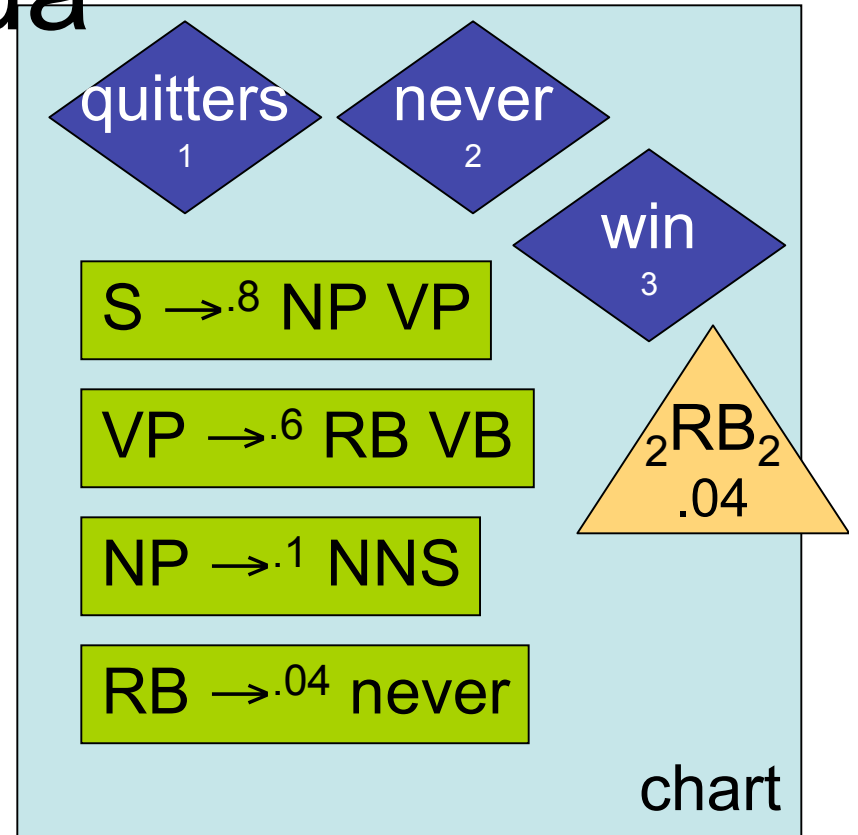 quitters
1
never
2
win
3
S →.8 NP VP
VP →.6 RB VB
2RB2
.04
NP →.1 NNS
RB →.04 never
chart